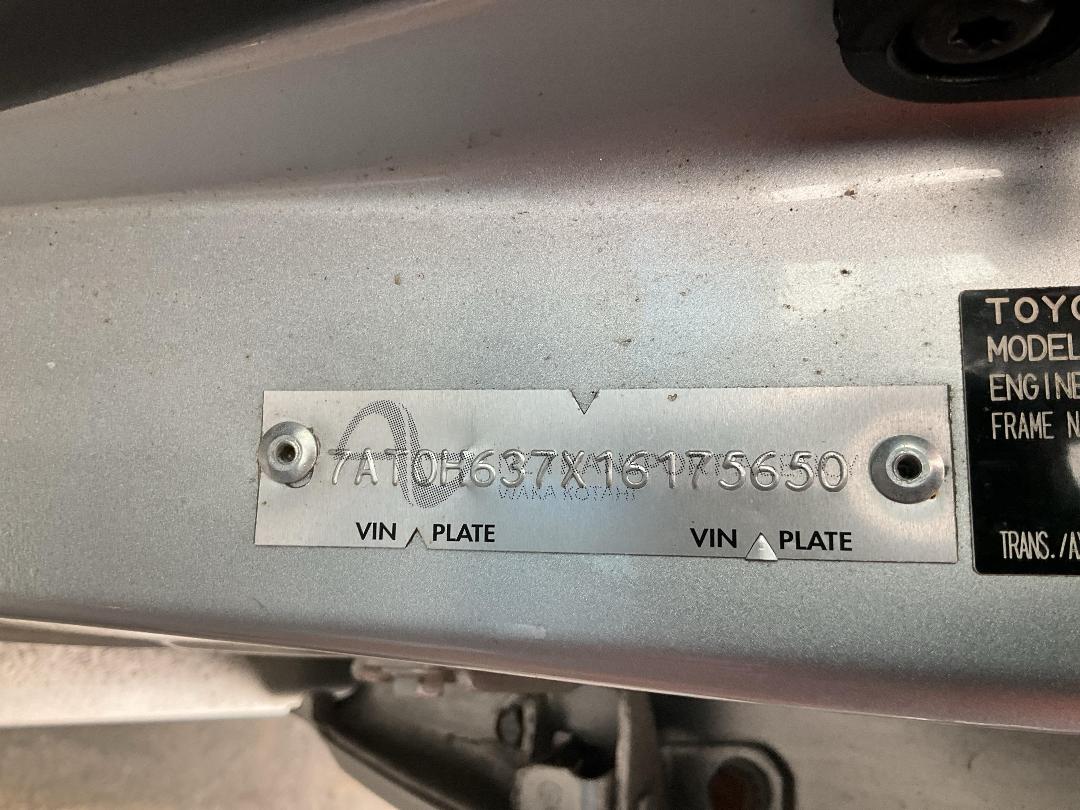 7AT0H637X16175650
WAKA KOTAHI
VIN PLATE
VIN PLATE
TOYO
MODEL
ENGINE
FRAME N
TRANS./A